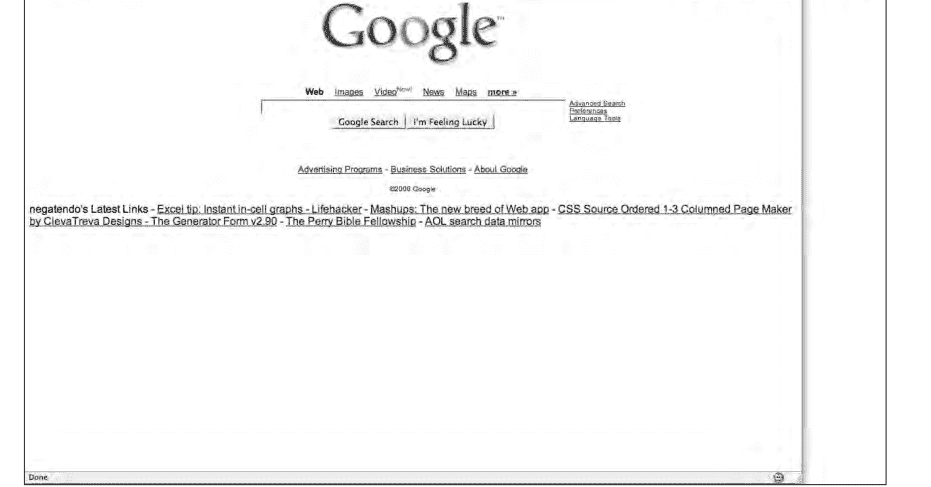 Google™
Web Images Video New! News Maps more »
Advanced Search
Preferences
Language Tools
Google Search I'm Feeling Lucky
Advertising Programs - Business Solutions - About Google
©2006 Google
negatendo's Latest Links - Excel tip: Instant in-cell graphs - Lifehacker - Mashups: The new breed of Web app - CSS Source Ordered 1-3 Columned Page Maker
by ClevaTreva Designs - The Generator Form v2.90 - The Perry Bible Fellowship - AOL search data mirrors
Done